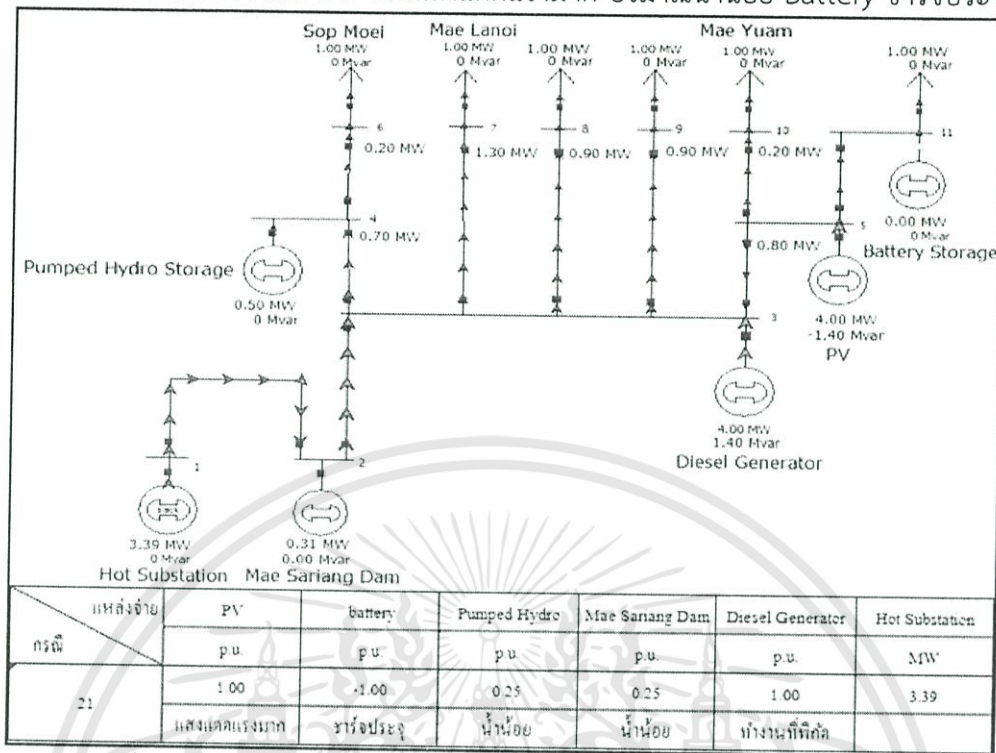 Battery
Sop Moei Mae Lanoi Mae Yuam
1.00 MW 1.00 MW 1.00 MW 1.00 MW 1.00 MW 1.00 MW
0 Mvar 0 Mvar 0 Mvar 0 Mvar 0 Mvar 0 Mvar
6 7 8 9 10 11
0.20 MW 1.30 MW 0.90 MW 0.90 MW 0.20 MW
4 5
0.70 MW 0.80 MW
0.00 MW
0 Mvar
Battery Storage
Pumped Hydro Storage
0.50 MW
0 Mvar
3
4.00 MW
-1.40 Mvar
PV
4.00 MW
1.40 Mvar
Diesel Generator
1 2
3.39 MW 0.31 MW
0 Mvar 0.00 Mvar
Hot Substation Mae Sariang Dam
แหล่งจ่าย PV battery Pumped Hydro Mae Sariang Dam Diesel Generator Hot Substation
กรณี p.u. p.u. p.u. p.u. p.u. MW
21 1.00 -1.00 0.25 0.25 1.00 3.39
แสงแดดแรงมาก ชาร์จประจุ น้ำน้อย น้ำน้อย ทำงานที่พิกัด